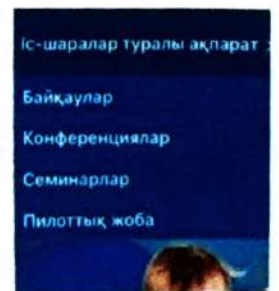 Іс-шаралар туралы ақпарат
Байқаулар
Конференциялар
Семинарлар
Пилоттық жоба